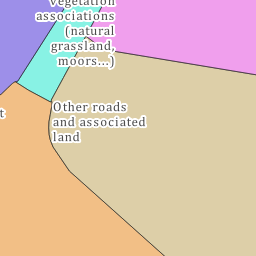 vegetation
associations
(natural
grassland,
moors...)
Other roads
and associated
land
t